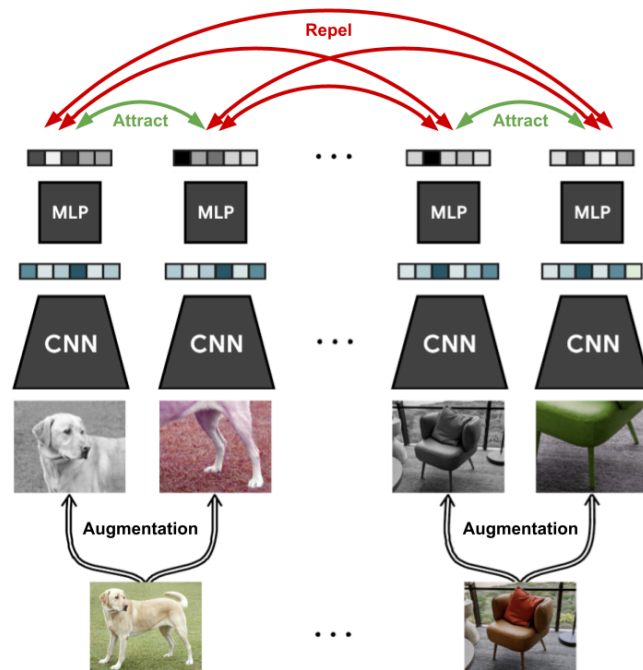 Repel
Attract
Attract
. . .
MLP
MLP
MLP
MLP
CNN
CNN
. . .
CNN
CNN
Augmentation
Augmentation
. . .